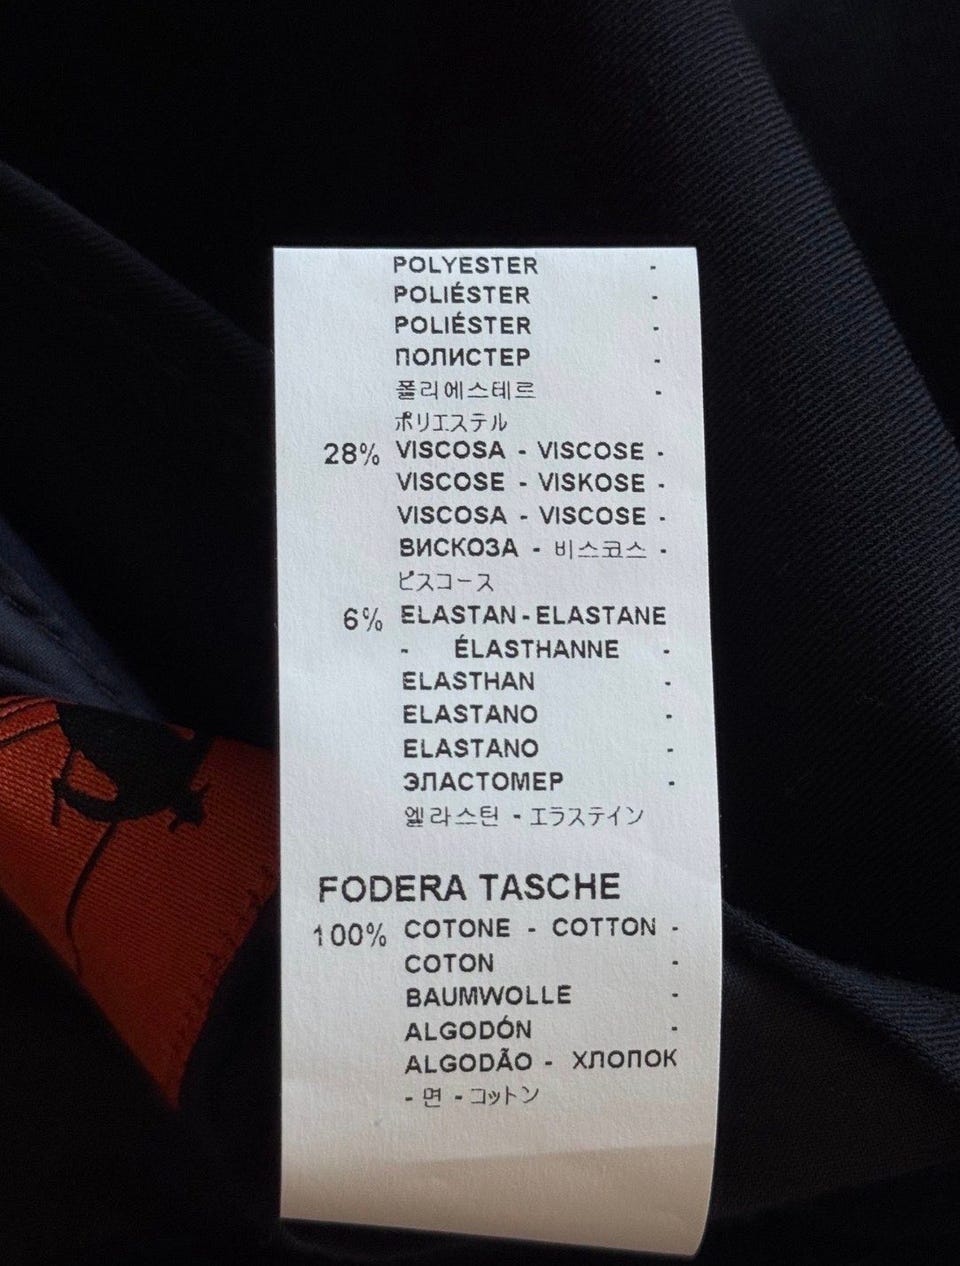 POLYESTER -
POLIÉSTER -
POLIÉSTER -
ПОЛИСТЕР -
폴리에스테르 -
ポリエステル
28% VISCOSA - VISCOSE -
VISCOSE - VISKOSE -
VISCOSA - VISCOSE -
ВИСКОЗА - 비스코스 -
ビスコース
6% ELASTAN - ELASTANE
- ÉLASTHANNE -
ELASTHAN -
ELASTANO -
ELASTANO -
ЭЛАСТОМЕР -
엘라스틴 - エラステイン
FODERA TASCHE
100% COTONE - COTTON -
COTON -
BAUMWOLLE -
ALGODÓN -
ALGODÃO - ХЛОПОК
- 면 - コットン